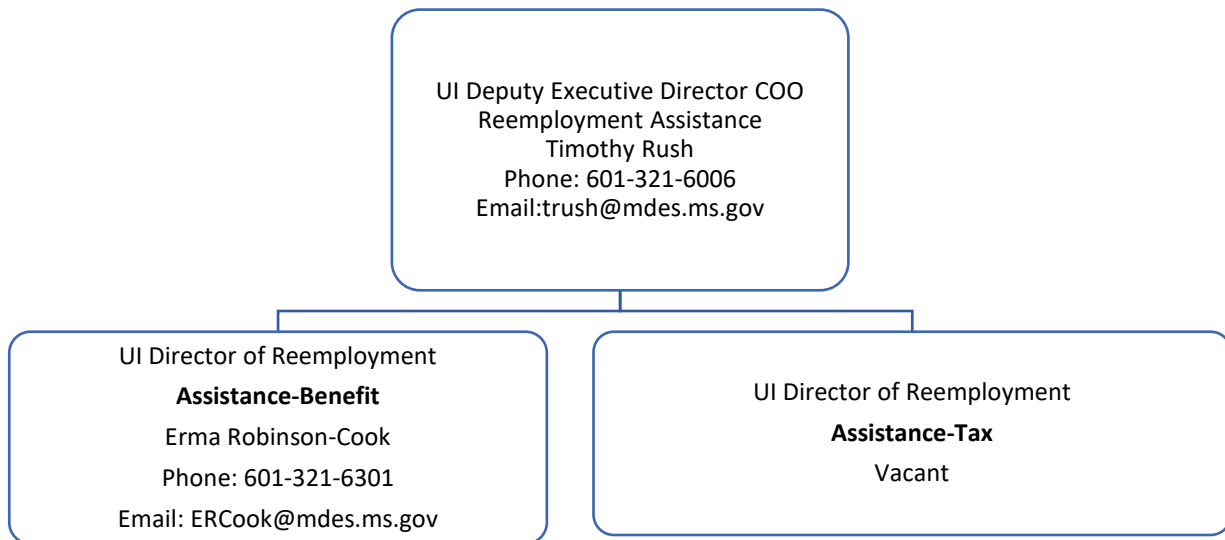 UI Deputy Executive Director COO
Reemployment Assistance
Timothy Rush
Phone: 601-321-6006
Email:trush@mdes.ms.gov
UI Director of Reemployment
Assistance-Benefit
Erma Robinson-Cook
Phone: 601-321-6301
Email: ERCook@mdes.ms.gov
UI Director of Reemployment
Assistance-Tax
Vacant